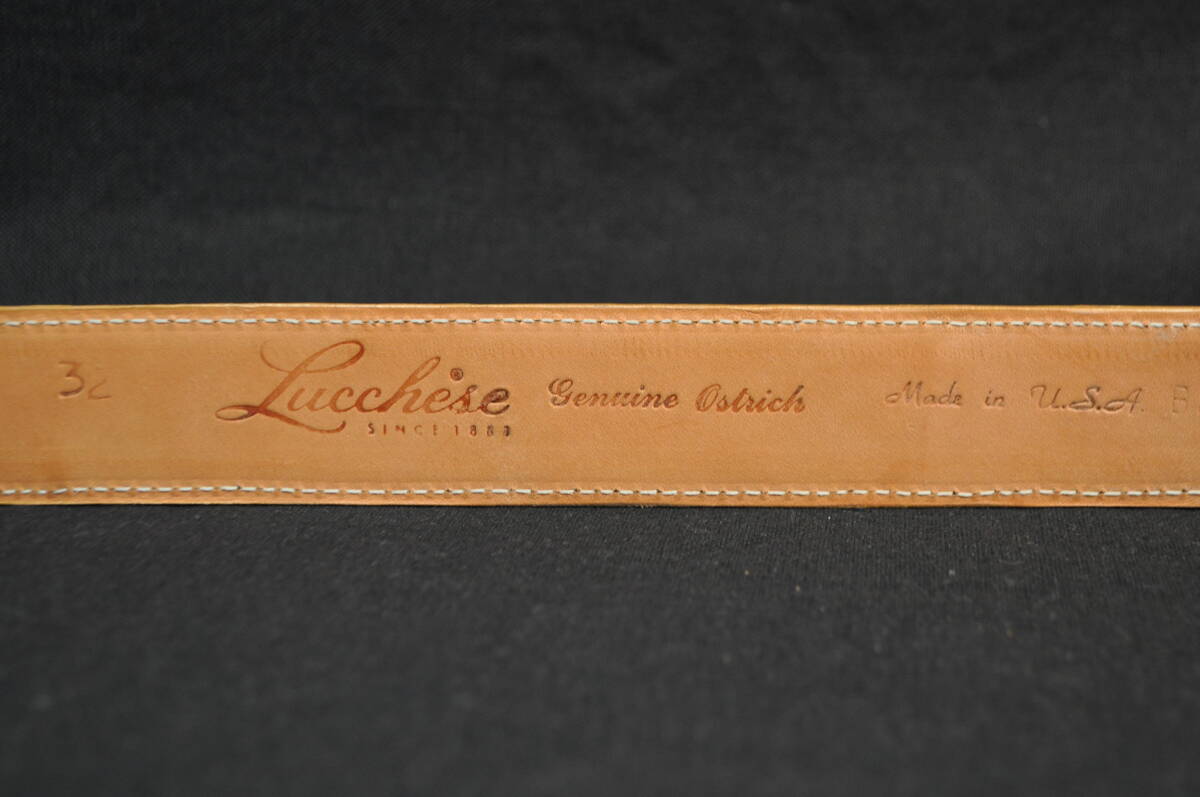 32 Lucchese® Genuine Ostrich Made in U.S.A.
SINCE 1883